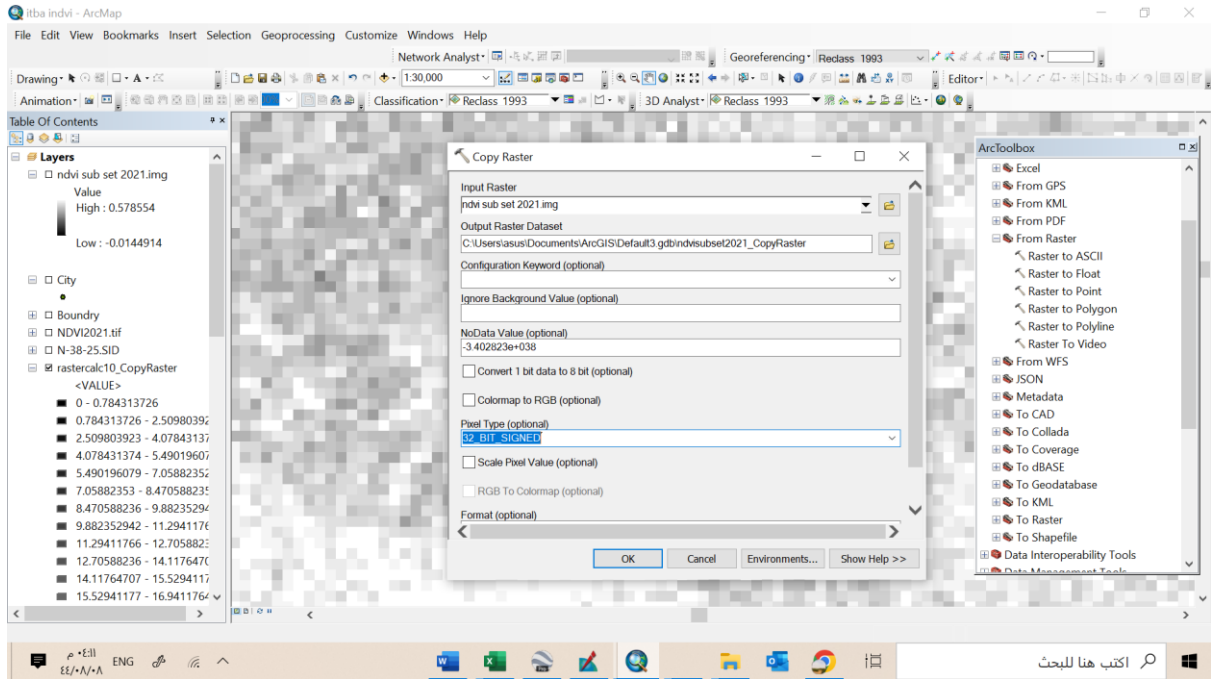 itba indvi - ArcMap
File Edit View Bookmarks Insert Selection Geoprocessing Customize Windows Help
Network Analyst
Georeferencing Reclass 1993
Drawing A
1:30,000
Editor
Animation
Classification Reclass 1993
3D Analyst Reclass 1993
Table Of Contents
Layers
ndvi sub set 2021.img
Value
High : 0.578554
Low : -0.0144914
City
Boundry
NDVI2021.tif
N-38-25.SID
rastercalc10_CopyRaster
<VALUE>
0 - 0.784313726
0.784313726 - 2.50980392
2.509803923 - 4.07843137
4.078431374 - 5.49019607
5.490196079 - 7.05882352
7.05882353 - 8.470588235
8.470588236 - 9.88235294
9.882352942 - 11.2941176
11.29411766 - 12.7058823
12.70588236 - 14.1176470
14.11764707 - 15.5294117
15.52941177 - 16.9411764
Copy Raster
Input Raster
ndvi sub set 2021.img
Output Raster Dataset
C:\Users\asus\Documents\ArcGIS\Default3.gdb\ndvisubset2021_CopyRaster
Configuration Keyword (optional)
Ignore Background Value (optional)
NoData Value (optional)
-3.402823e+038
Convert 1 bit data to 8 bit (optional)
Colormap to RGB (optional)
Pixel Type (optional)
32_BIT_SIGNED
Scale Pixel Value (optional)
RGB To Colormap (optional)
Format (optional)
OK Cancel Environments... Show Help >>
ArcToolbox
Excel
From GPS
From KML
From PDF
From Raster
Raster to ASCII
Raster to Float
Raster to Point
Raster to Polygon
Raster to Polyline
Raster To Video
From WFS
JSON
Metadata
To CAD
To Collada
To Coverage
To dBASE
To Geodatabase
To KML
To Raster
To Shapefile
Data Interoperability Tools
Data Management Tools
ENG
اكتب هنا للبحث